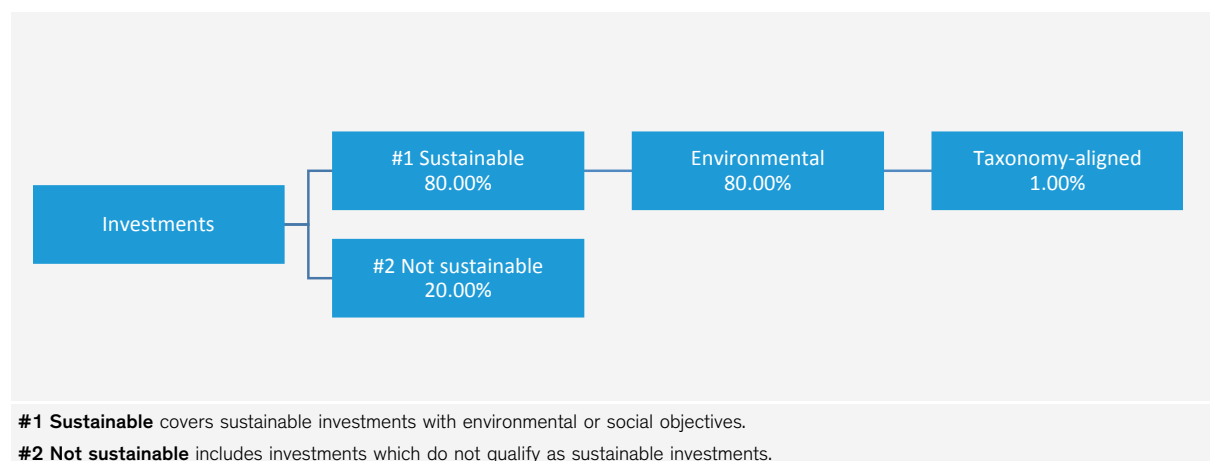 #1 Sustainable
80.00%
Environmental
80.00%
Taxonomy-aligned
1.00%
Investments
#2 Not sustainable
20.00%
#1 Sustainable covers sustainable investments with environmental or social objectives.
#2 Not sustainable includes investments which do not qualify as sustainable investments.